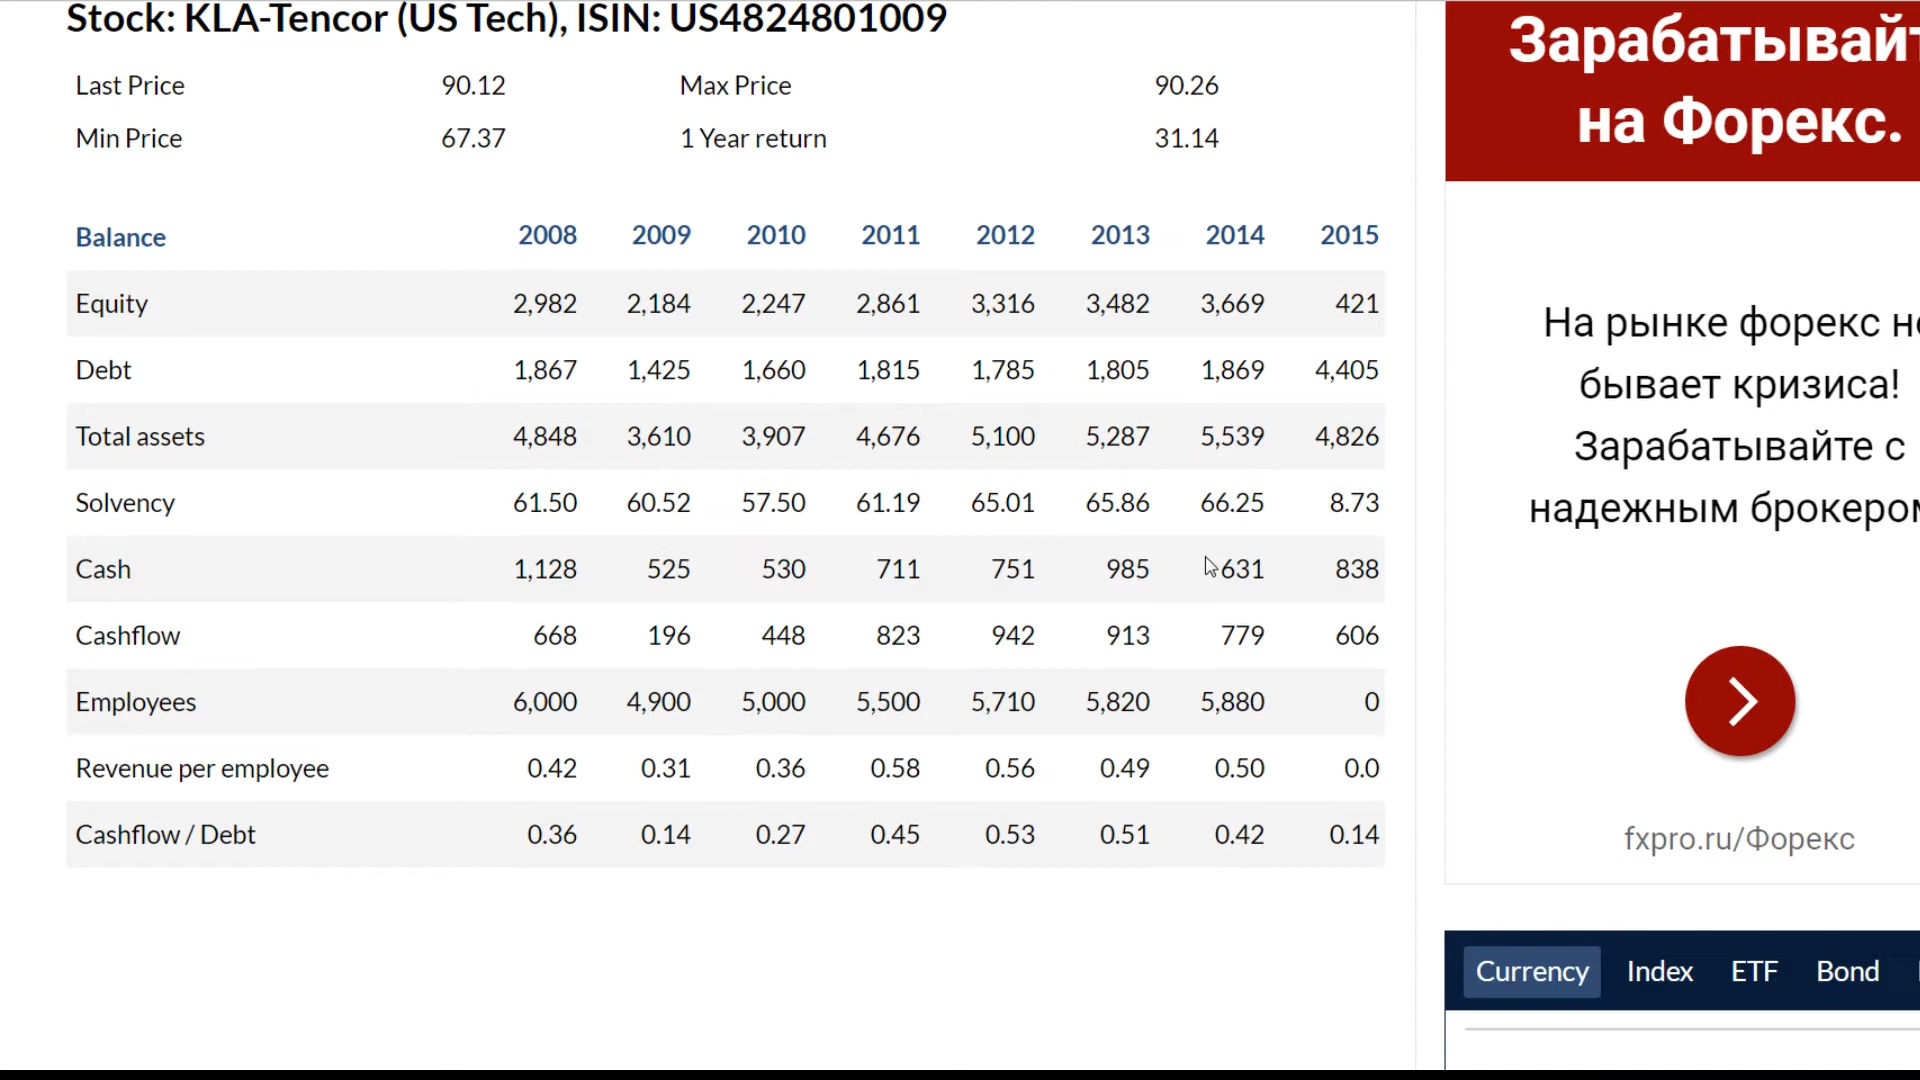 Stock: KLA-Tencor (US Tech), ISIN: US4824801009
Last Price 90.12 Max Price 90.26
Min Price 67.37 1 Year return 31.14
Balance 2008 2009 2010 2011 2012 2013 2014 2015
Equity 2,982 2,184 2,247 2,861 3,316 3,482 3,669 421
Debt 1,867 1,425 1,660 1,815 1,785 1,805 1,869 4,405
Total assets 4,848 3,610 3,907 4,676 5,100 5,287 5,539 4,826
Solvency 61.50 60.52 57.50 61.19 65.01 65.86 66.25 8.73
Cash 1,128 525 530 711 751 985 631 838
Cashflow 668 196 448 823 942 913 779 606
Employees 6,000 4,900 5,000 5,500 5,710 5,820 5,880 0
Revenue per employee 0.42 0.31 0.36 0.58 0.56 0.49 0.50 0.0
Cashflow / Debt 0.36 0.14 0.27 0.45 0.53 0.51 0.42 0.14
Зарабатывай
на Форекс.
На рынке форекс
бывает кризиса!
Зарабатывайте с
надежным брокером
fxpro.ru/Форекс
Currency Index ETF Bond